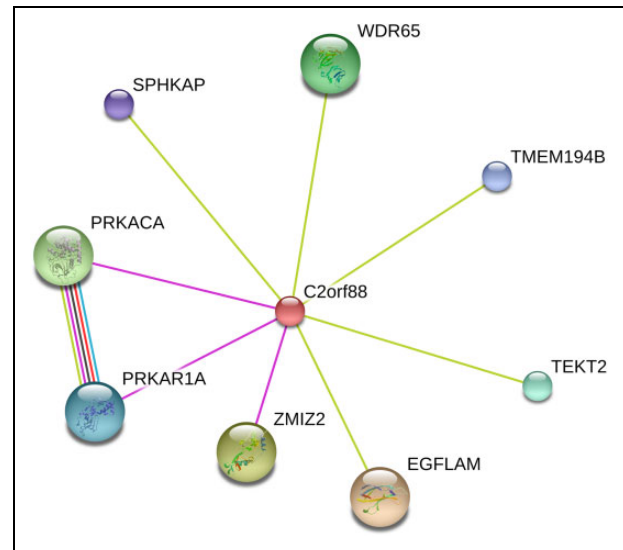 WDR65
SPHKAP
TMEM194B
PRKACA
C2orf88
TEKT2
PRKAR1A
ZMIZ2
EGFLAM